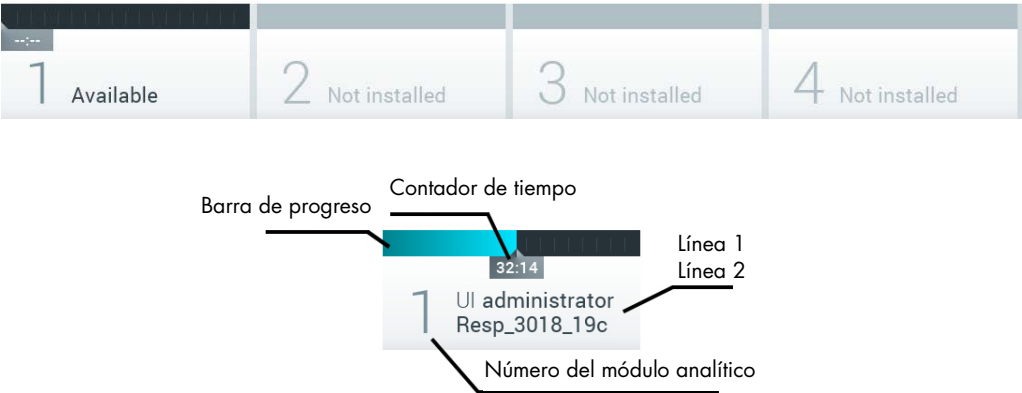 --:--
1 Available
2 Not installed
3 Not installed
4 Not installed
Contador de tiempo
Barra de progreso
Línea 1
32:14
Línea 2
UI administrator
1
Resp_3018_19c
Número del módulo analítico